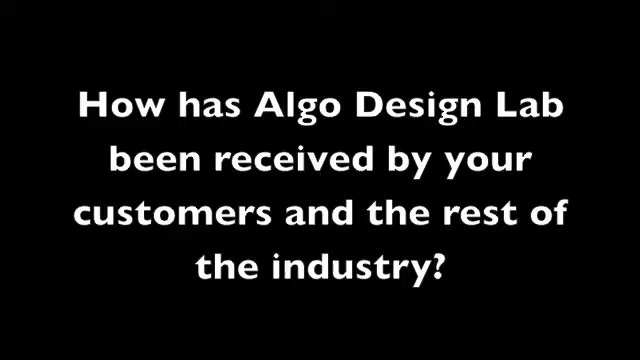 How has Algo Design Lab
been received by your
customers and the rest of
the industry?